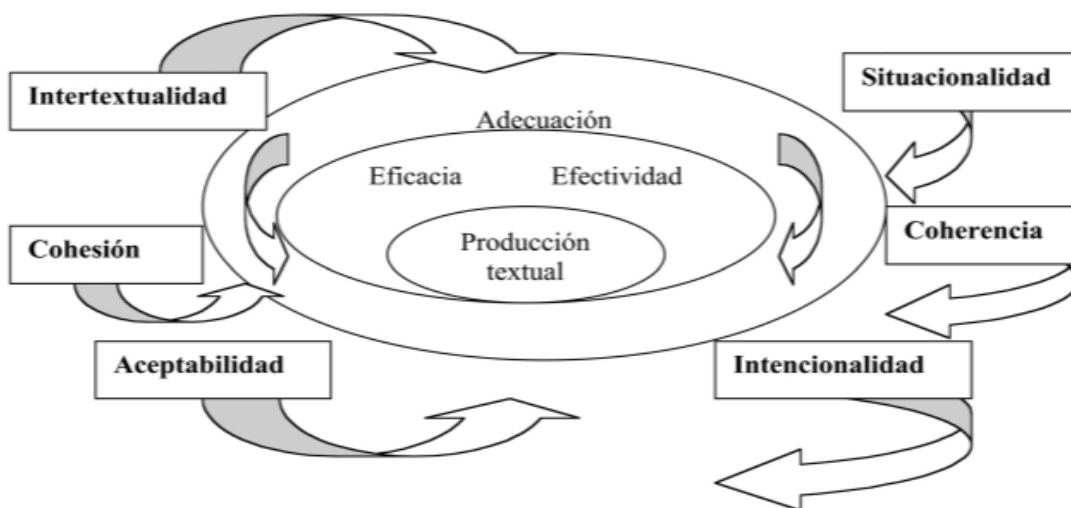 Intertextualidad
Situacionalidad
Adecuación
Eficacia Efectividad
Cohesión
Producción
textual
Coherencia
Aceptabilidad
Intencionalidad